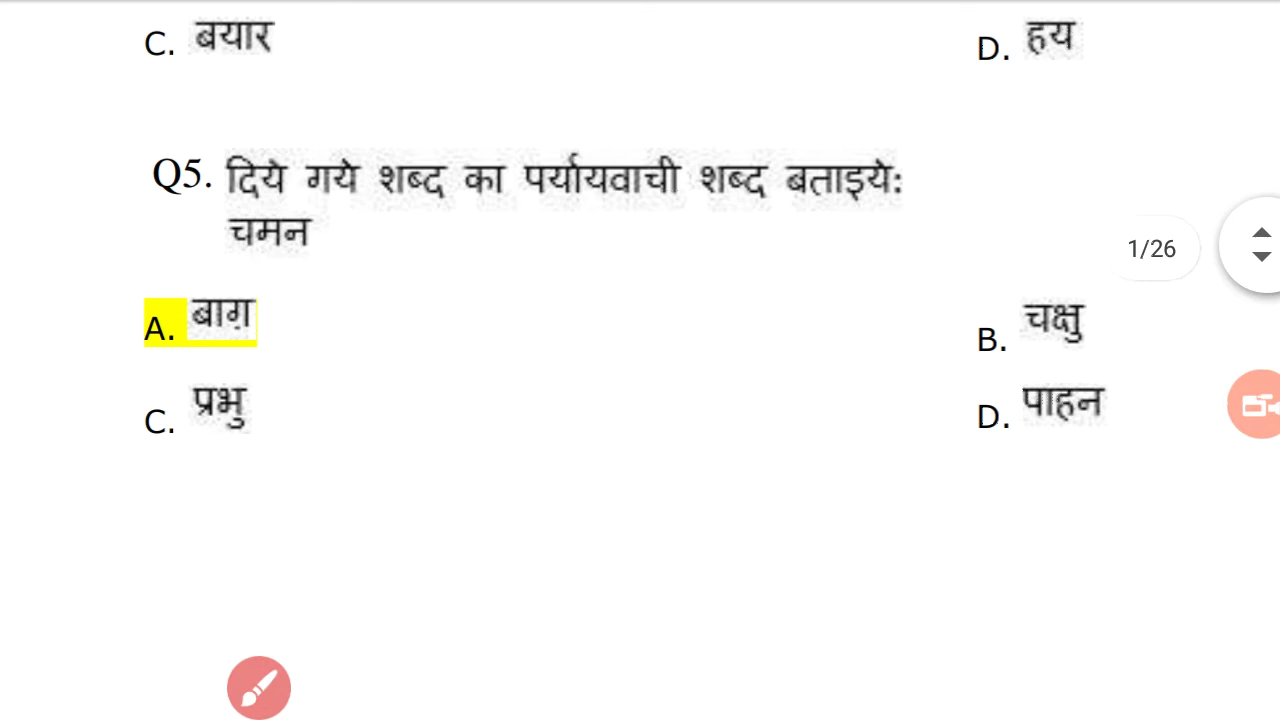 C. बयार D. हय
Q5. दिये गये शब्द का पर्यायवाची शब्द बताइये:
चमन
1/26
A. बाग़ B. चक्षु
C. प्रभु D. पाहन